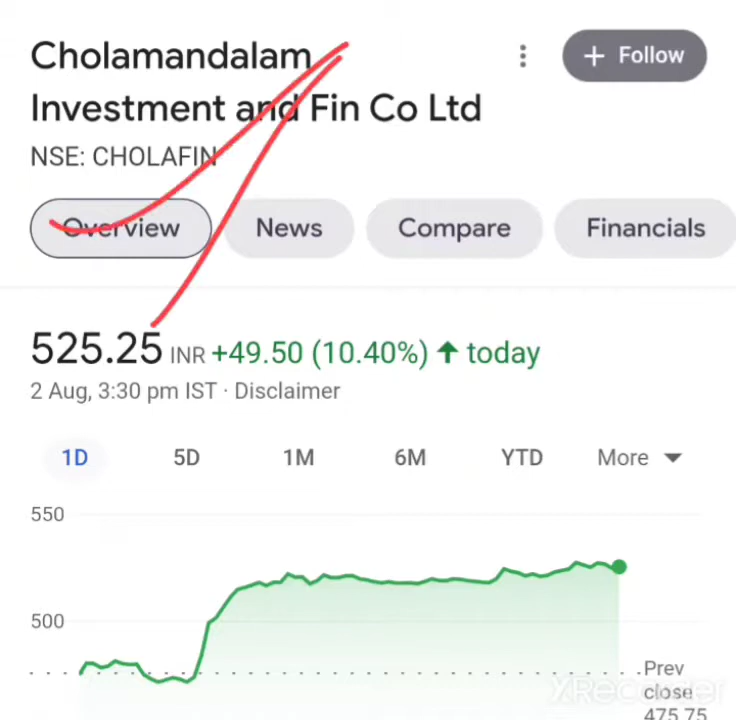 Cholamandalam
Investment and Fin Co Ltd
+ Follow
NSE: CHOLAFIN
Overview
News
Compare
Financials
525.25 INR +49.50 (10.40%) ↑ today
2 Aug, 3:30 pm IST · Disclaimer
1D 5D 1M 6M YTD More
550
500
Prev
close
475.75
XRecorder